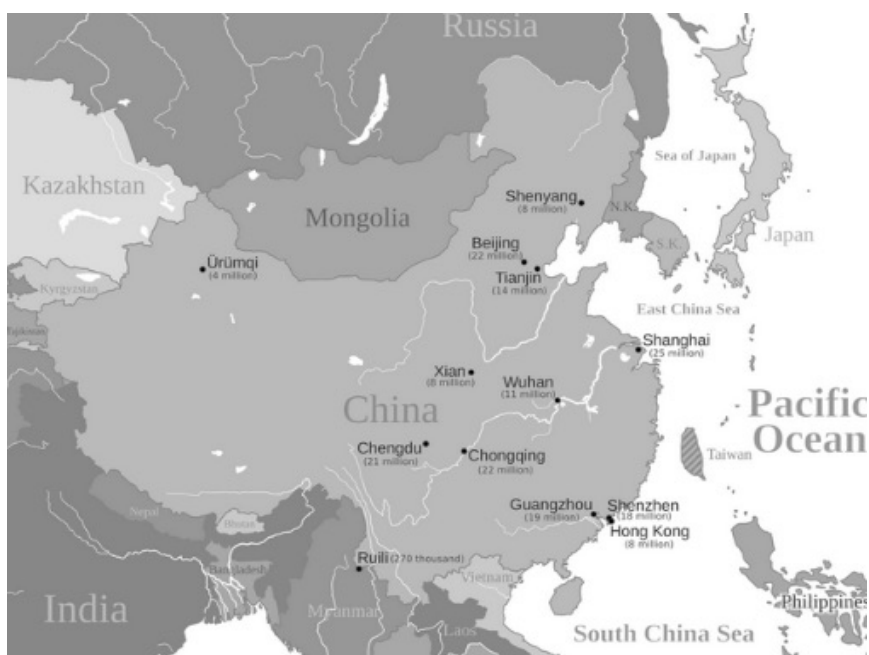 Russia
Sea of Japan
Kazakhstan
Shenyang
(8 million)
Mongolia
N.K.
Japan
S.K.
Beijing
(22 million)
Ürümqi
(4 million)
Tianjin
(14 million)
Kyrgyzstan
East China Sea
Tajikistan
Shanghai
(25 million)
Xian
(8 million)
Wuhan
(11 million)
China
Pacific
Ocean
Chengdu
(21 million)
Chongqing
(22 million)
Taiwan
Guangzhou
(19 million)
Shenzhen
(18 million)
Hong Kong
(8 million)
Nepal
Bhutan
Ruili (270 thousand)
Bangladesh
Vietnam
India
Myanmar
Laos
Philippines
South China Sea